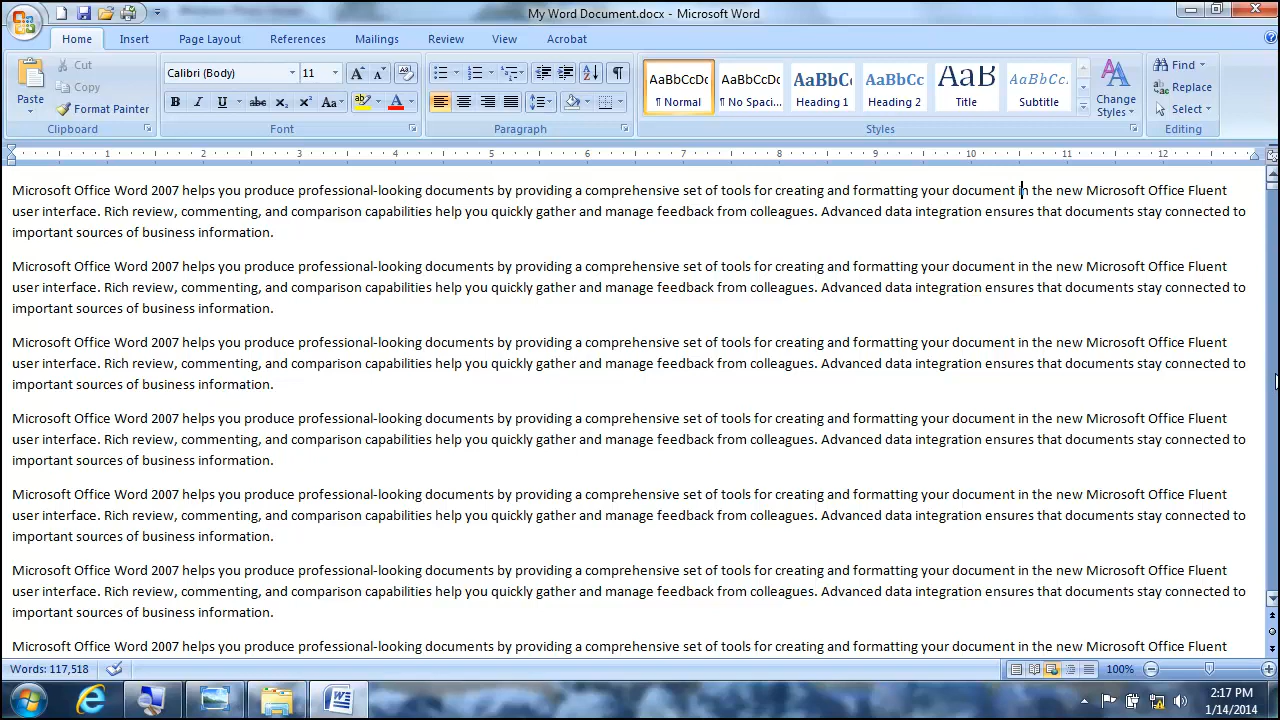 My Word Document.docx - Microsoft Word
Home Insert Page Layout References Mailings Review View Acrobat
Paste
Cut
Copy
Format Painter
Clipboard
Calibri (Body) 11
B I U abc X₂ X² Aa ab A
Font
Paragraph
AaBbCcDc AaBbCcDc AaBbC AaBbCc AaB AaBbCc.
¶ Normal ¶ No Spaci... Heading 1 Heading 2 Title Subtitle
Change Styles
Styles
Find
Replace
Select
Editing
1 2 3 4 5 6 7 8 9 10 11 12
Microsoft Office Word 2007 helps you produce professional-looking documents by providing a comprehensive set of tools for creating and formatting your document in the new Microsoft Office Fluent
user interface. Rich review, commenting, and comparison capabilities help you quickly gather and manage feedback from colleagues. Advanced data integration ensures that documents stay connected to
important sources of business information.
Microsoft Office Word 2007 helps you produce professional-looking documents by providing a comprehensive set of tools for creating and formatting your document in the new Microsoft Office Fluent
user interface. Rich review, commenting, and comparison capabilities help you quickly gather and manage feedback from colleagues. Advanced data integration ensures that documents stay connected to
important sources of business information.
Microsoft Office Word 2007 helps you produce professional-looking documents by providing a comprehensive set of tools for creating and formatting your document in the new Microsoft Office Fluent
user interface. Rich review, commenting, and comparison capabilities help you quickly gather and manage feedback from colleagues. Advanced data integration ensures that documents stay connected to
important sources of business information.
Microsoft Office Word 2007 helps you produce professional-looking documents by providing a comprehensive set of tools for creating and formatting your document in the new Microsoft Office Fluent
user interface. Rich review, commenting, and comparison capabilities help you quickly gather and manage feedback from colleagues. Advanced data integration ensures that documents stay connected to
important sources of business information.
Microsoft Office Word 2007 helps you produce professional-looking documents by providing a comprehensive set of tools for creating and formatting your document in the new Microsoft Office Fluent
user interface. Rich review, commenting, and comparison capabilities help you quickly gather and manage feedback from colleagues. Advanced data integration ensures that documents stay connected to
important sources of business information.
Microsoft Office Word 2007 helps you produce professional-looking documents by providing a comprehensive set of tools for creating and formatting your document in the new Microsoft Office Fluent
user interface. Rich review, commenting, and comparison capabilities help you quickly gather and manage feedback from colleagues. Advanced data integration ensures that documents stay connected to
important sources of business information.
Microsoft Office Word 2007 helps you produce professional-looking documents by providing a comprehensive set of tools for creating and formatting your document in the new Microsoft Office Fluent
Words: 117,518
100%
2:17 PM
1/14/2014